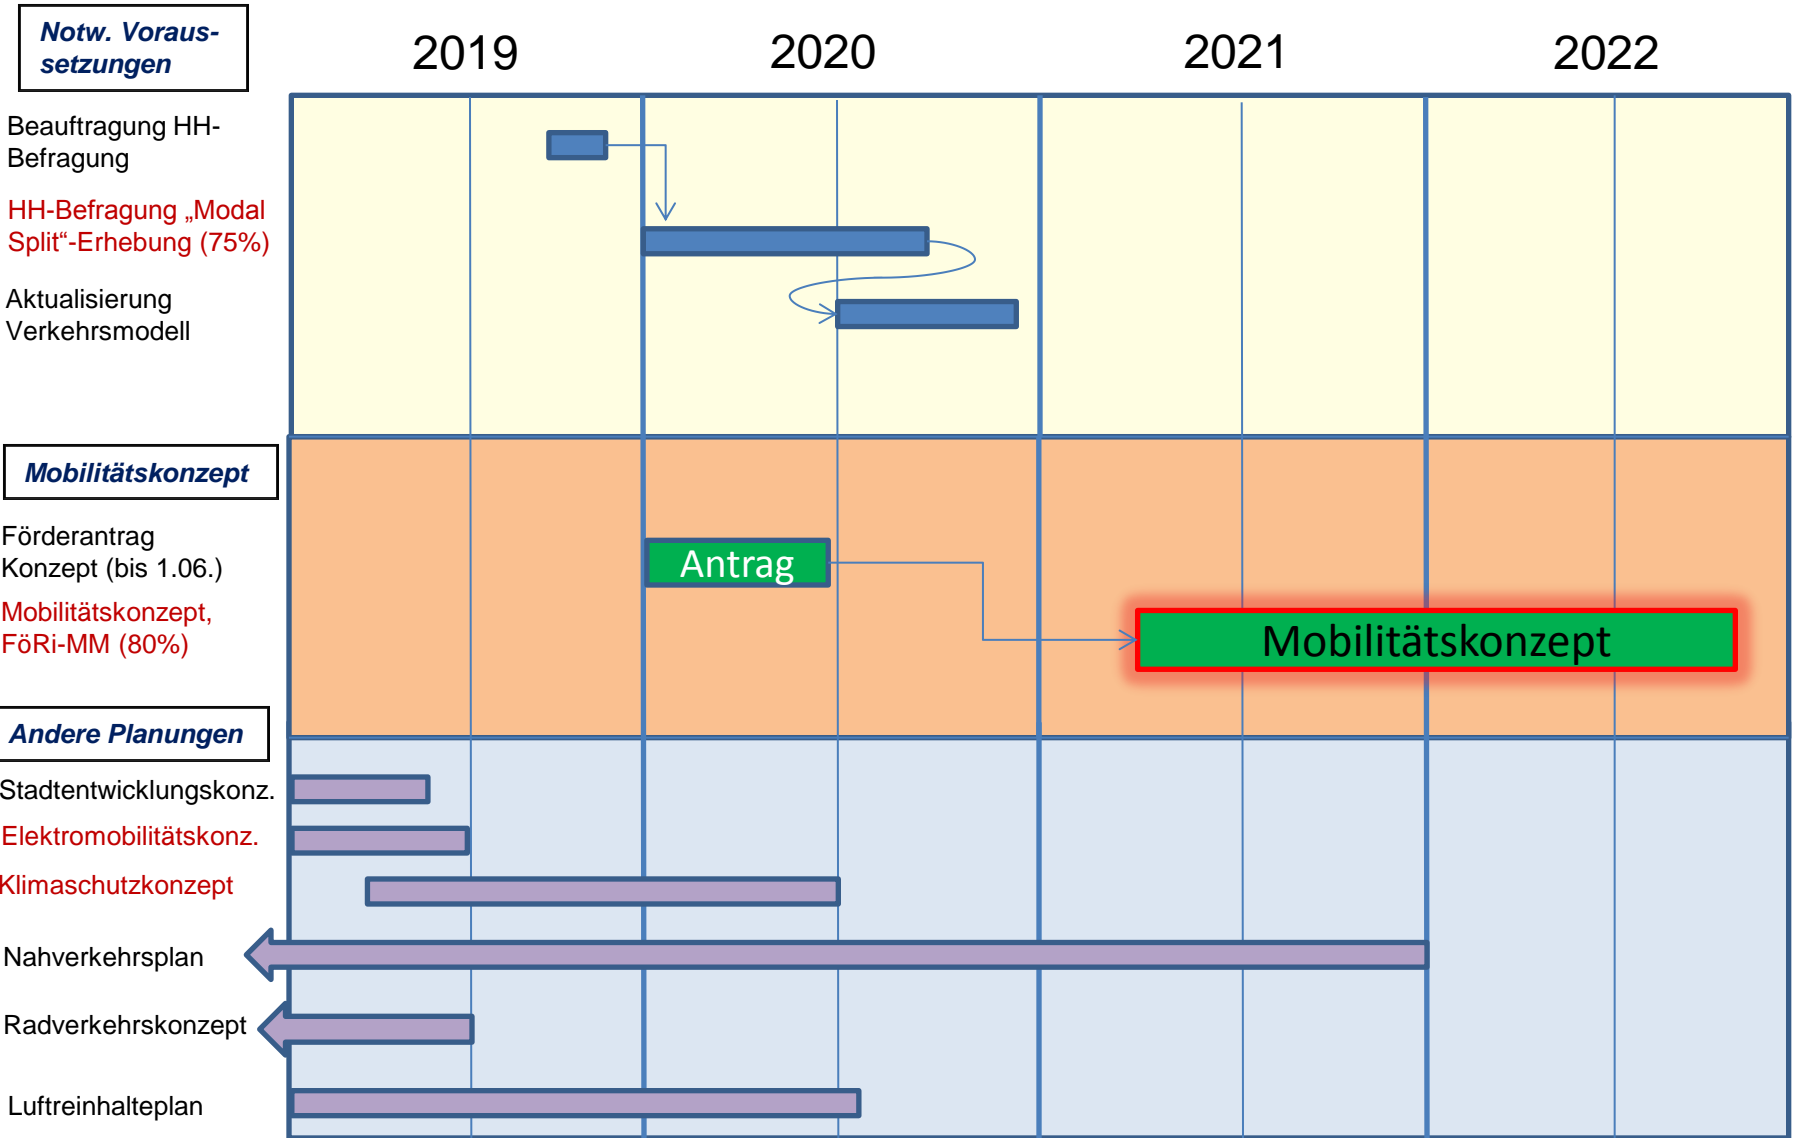 Notw. Voraus-
setzungen
2019
2020
2021
2022
Beauftragung HH-
Befragung
HH-Befragung „Modal
Split“-Erhebung (75%)
Aktualisierung
Verkehrsmodell
Mobilitätskonzept
Förderantrag
Konzept (bis 1.06.)
Antrag
Mobilitätskonzept,
FöRi-MM (80%)
Mobilitätskonzept
Andere Planungen
Stadtentwicklungskonz.
Elektromobilitätskonz.
Klimaschutzkonzept
Nahverkehrsplan
Radverkehrskonzept
Luftreinhalteplan